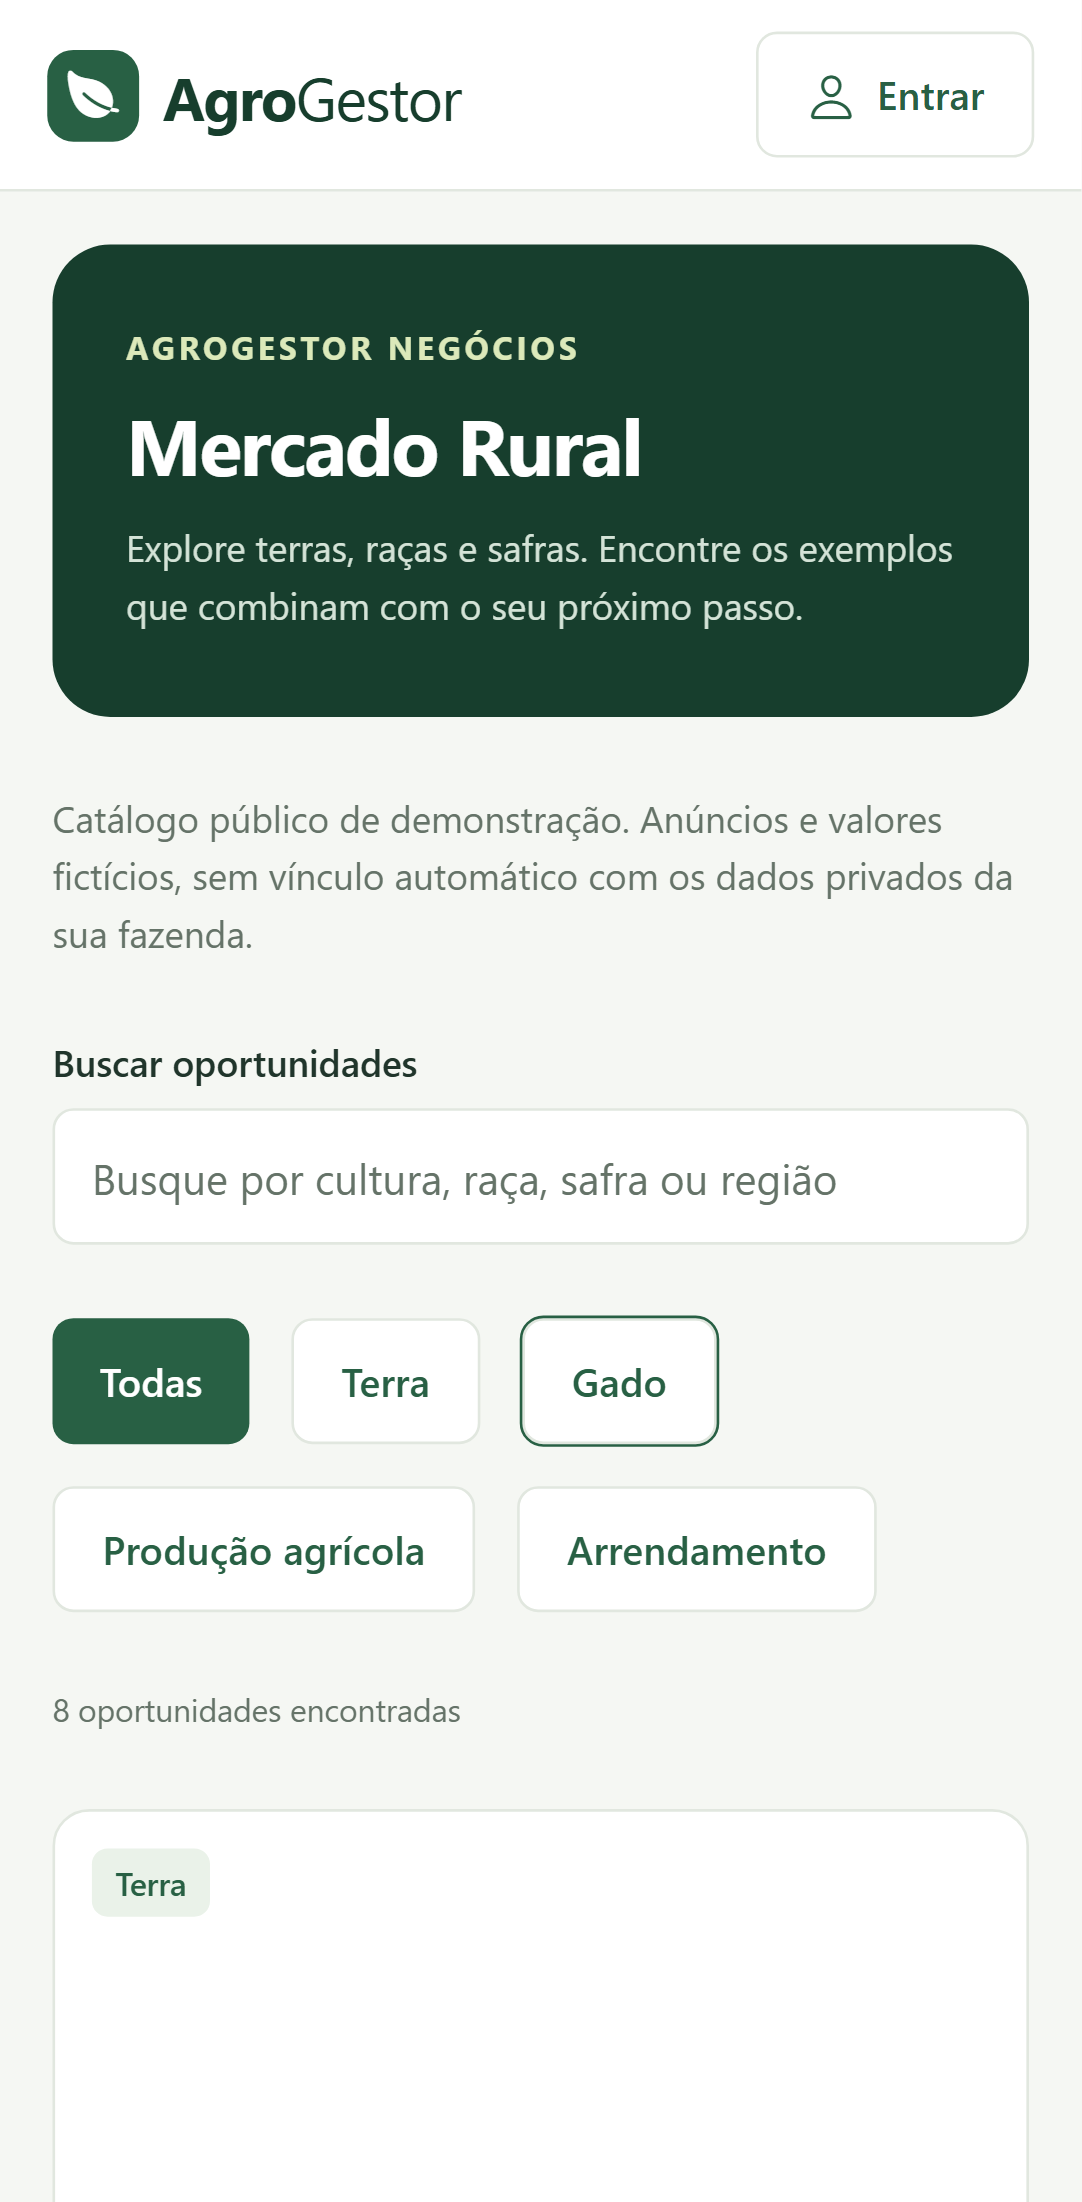 AgroGestor
Entrar
AGROGESTOR NEGÓCIOS
Mercado Rural
Explore terras, raças e safras. Encontre os exemplos
que combinam com o seu próximo passo.
Catálogo público de demonstração. Anúncios e valores
fictícios, sem vínculo automático com os dados privados da
sua fazenda.
Buscar oportunidades
Busque por cultura, raça, safra ou região
Todas
Terra
Gado
Produção agrícola
Arrendamento
8 oportunidades encontradas
Terra